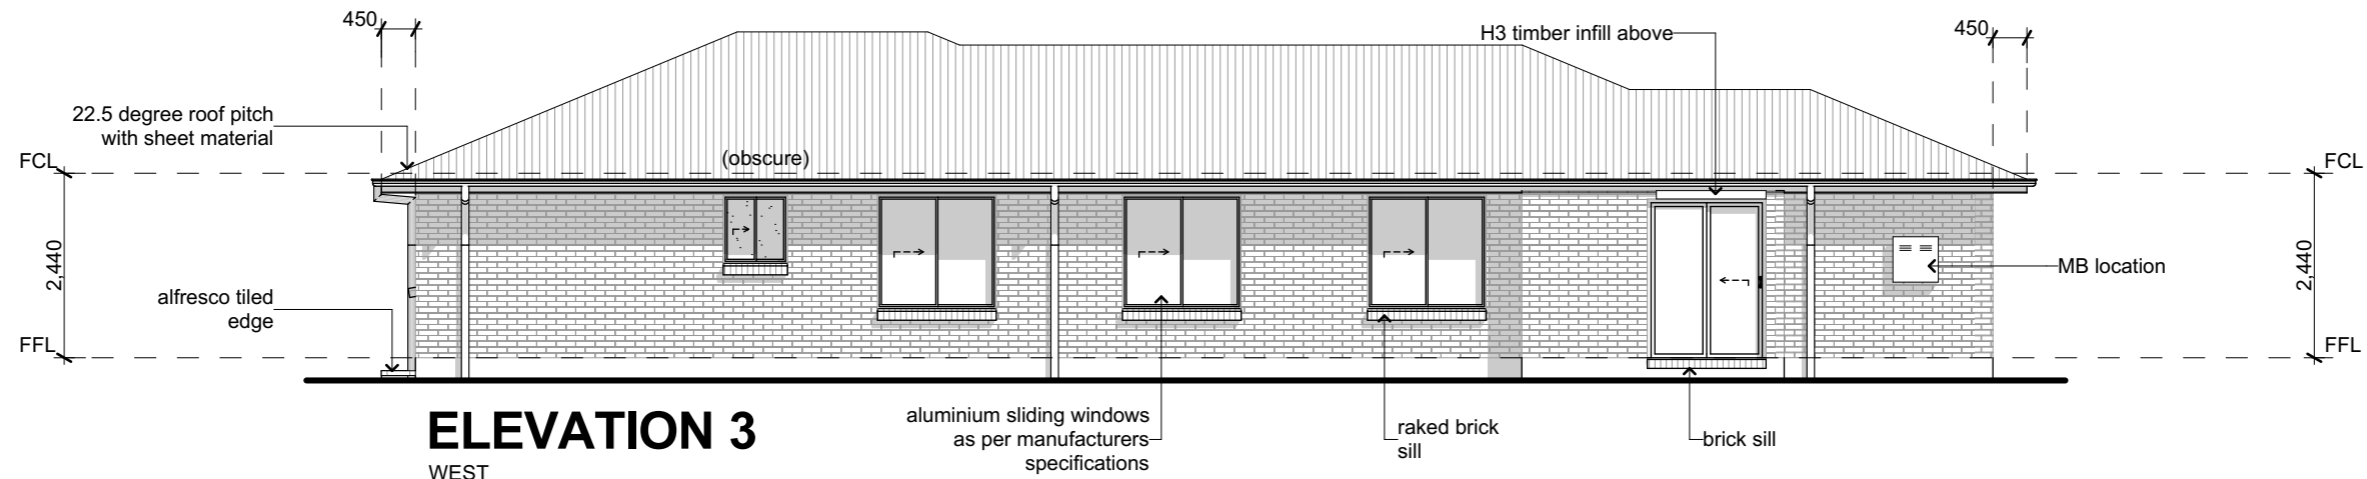 450
H3 timber infill above
450
22.5 degree roof pitch
with sheet material
(obscure)
FCL
FCL
2,440
2,440
MB location
alfresco tiled
edge
FFL
FFL
ELEVATION 3
WEST
aluminium sliding windows
as per manufacturers
specifications
raked brick
sill
brick sill